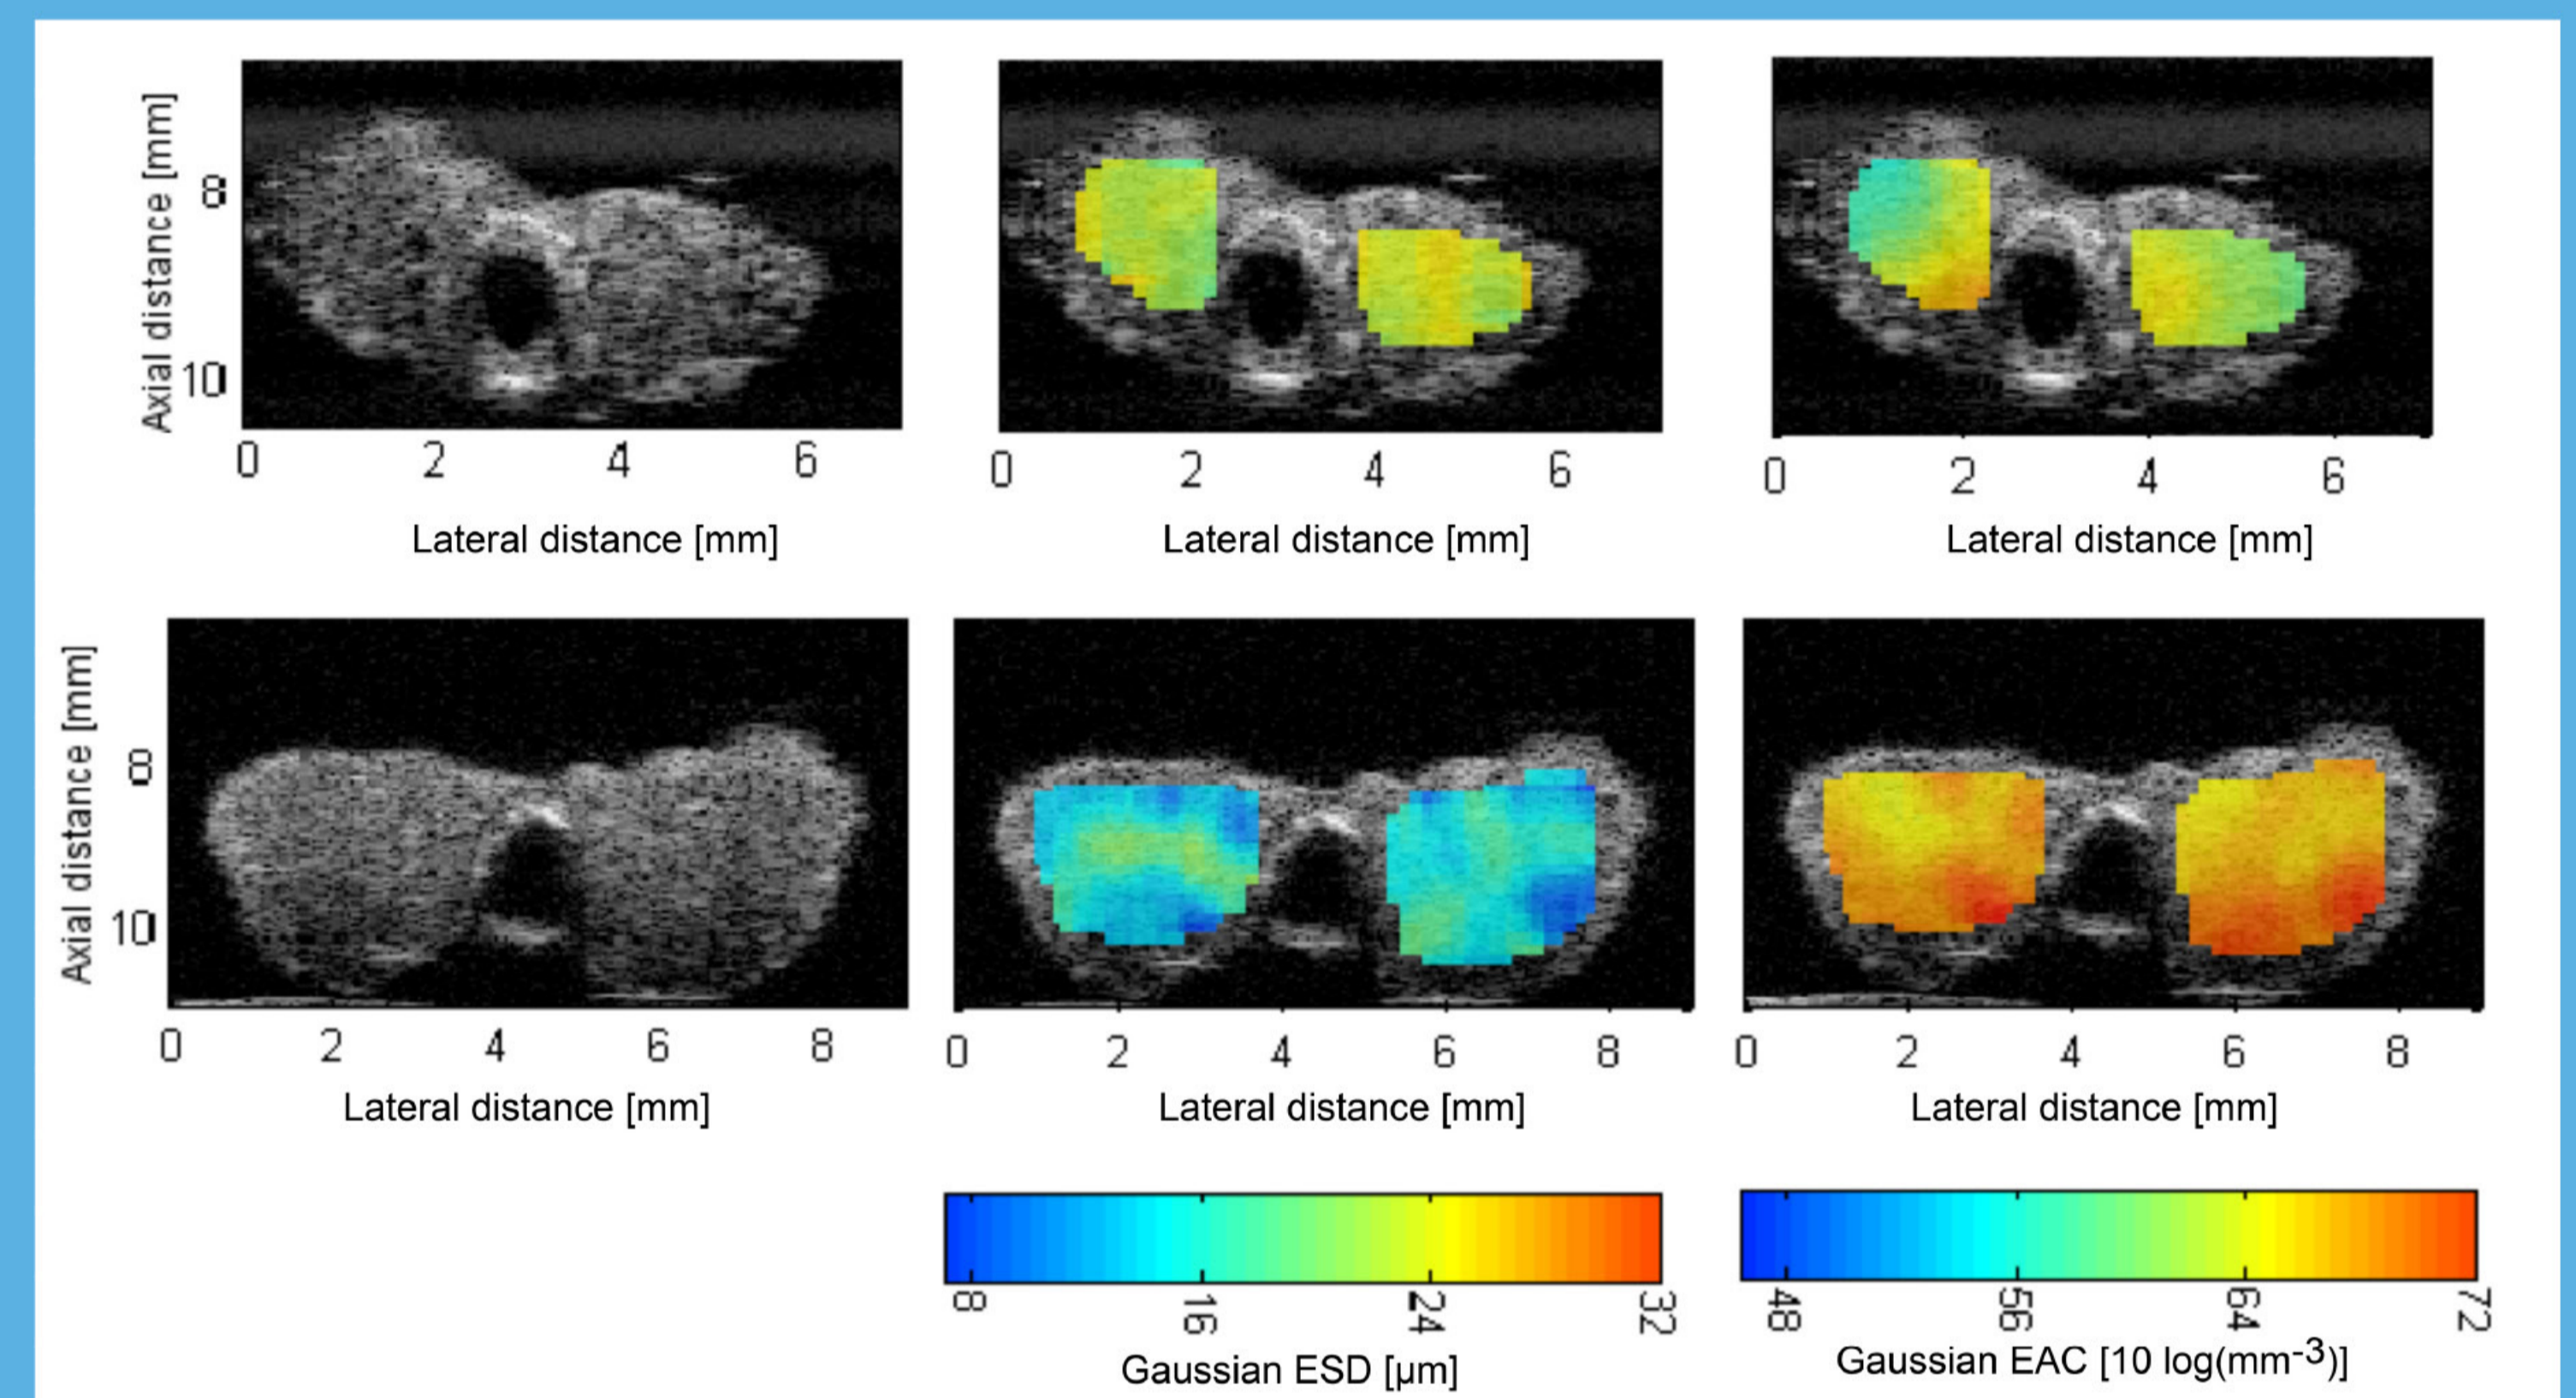 Axial distance [mm]
8
10
0 2 4 6
0 2 4 6
0 2 4 6
Lateral distance [mm]
Lateral distance [mm]
Lateral distance [mm]
Axial distance [mm]
8
10
0 2 4 6 8
0 2 4 6 8
0 2 4 6 8
Lateral distance [mm]
Lateral distance [mm]
Lateral distance [mm]
8 16 24 32
Gaussian ESD [µm]
48 56 64 72
Gaussian EAC [10 log(mm⁻³)]